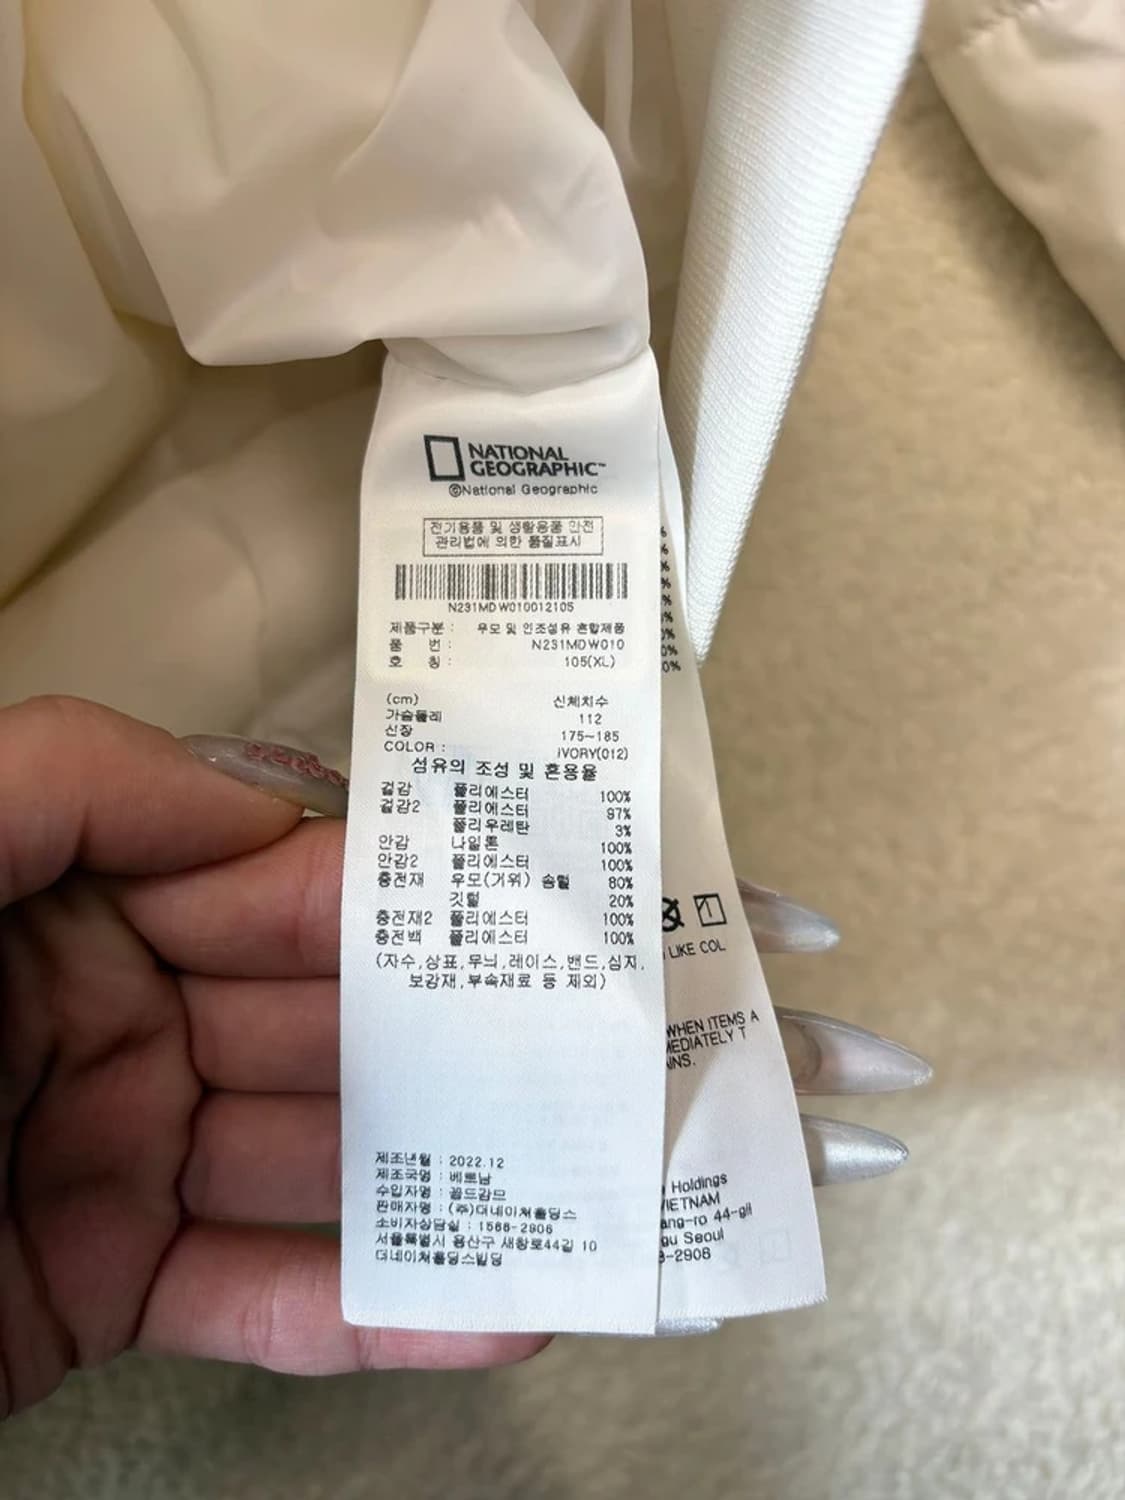 NATIONAL
GEOGRAPHIC™
©National Geographic
전기용품 및 생활용품 안전
관리법에 의한 품질표시
N231MDW010012105
제품구분 : 우모 및 인조섬유 혼합제품
품 번 : N231MDW010
호 칭 : 105(XL)
(cm) 신체치수
가슴둘레 112
신장 175~185
COLOR : IVORY(012)
섬유의 조성 및 혼용율
겉감 폴리에스터 100%
겉감2 폴리에스터 97%
폴리우레탄 3%
안감 나일론 100%
안감2 폴리에스터 100%
충전재 우모(거위) 솜털 80%
깃털 20%
충전재2 폴리에스터 100%
충전백 폴리에스터 100%
(자수,상표,무늬,레이스,밴드,심지,
보강재,부속재료 등 제외)
제조년월 : 2022.12
제조국명 : 베트남
수입자명 : 골드감므
판매자명 : (주)더네이쳐홀딩스
소비자상담실 : 1566-2906
서울특별시 용산구 새창로44길 10
더네이쳐홀딩스빌딩
LIKE COL
WHEN ITEMS A
MEDIATELY T
AINS.
Holdings
VIETNAM
ang-ro 44-gil
gu Seoul
-2906